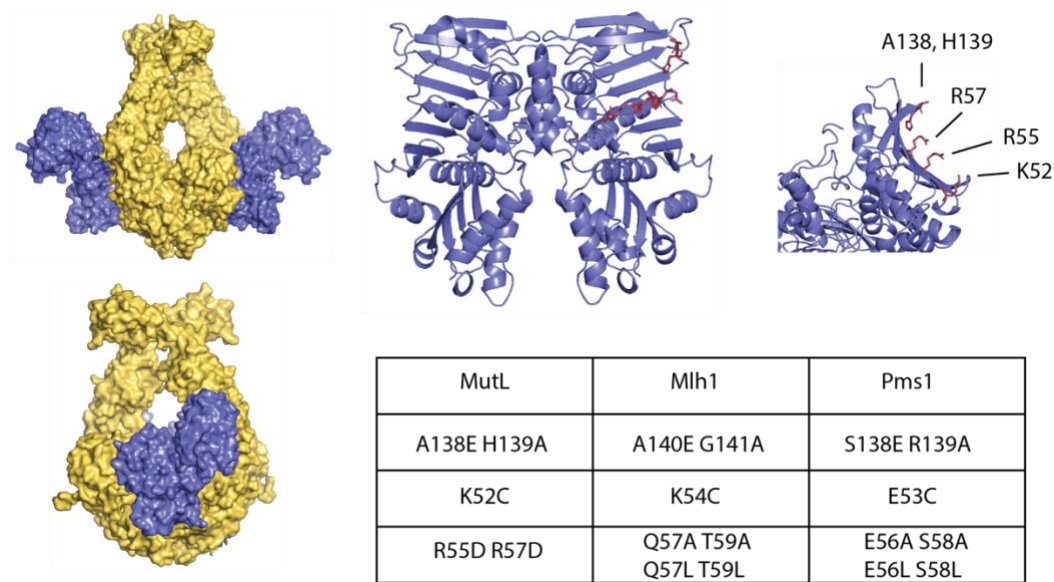 A138, H139
R57
R55
K52
MutL Mlh1 Pms1
A138E H139A A140E G141A S138E R139A
K52C K54C E53C
R55D R57D Q57A T59A E56A S58A
Q57L T59L E56L S58L